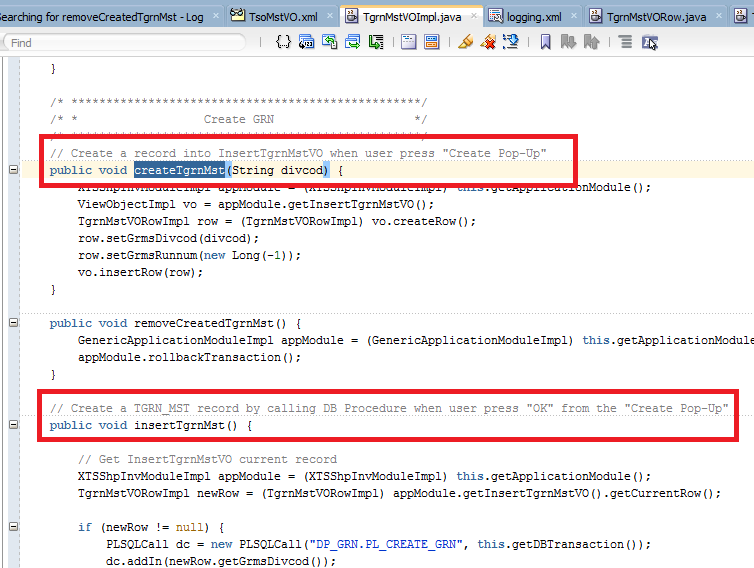 Searching for removeCreatedTgrnMst - Log
TsoMstVO.xml
TgrnMstVOImpl.java
logging.xml
TgrnMstVORow.java
Find
}
/* **************************************************/
/* * Create GRN */
// Create a record into InsertTgrnMstVO when user press "Create Pop-Up"
public void createTgrnMst(String divcod) {
XTSShpInvModuleImpl appModule = (XTSShpInvModuleImpl) this.getApplicationModule();
ViewObjectImpl vo = appModule.getInsertTgrnMstVO();
TgrnMstVORowImpl row = (TgrnMstVORowImpl) vo.createRow();
row.setGrmsDivcod(divcod);
row.setGrmsRunnum(new Long(-1));
vo.insertRow(row);
}
public void removeCreatedTgrnMst() {
GenericApplicationModuleImpl appModule = (GenericApplicationModuleImpl) this.getApplicationModule
appModule.rollbackTransaction();
}
// Create a TGRN_MST record by calling DB Procedure when user press "OK" from the "Create Pop-Up"
public void insertTgrnMst() {
// Get InsertTgrnMstVO current record
XTSShpInvModuleImpl appModule = (XTSShpInvModuleImpl) this.getApplicationModule();
TgrnMstVORowImpl newRow = (TgrnMstVORowImpl) appModule.getInsertTgrnMstVO().getCurrentRow();
if (newRow != null) {
PLSQLCall dc = new PLSQLCall("DP_GRN.PL_CREATE_GRN", this.getDBTransaction());
dc.addIn(newRow.getGrmsDivcod());